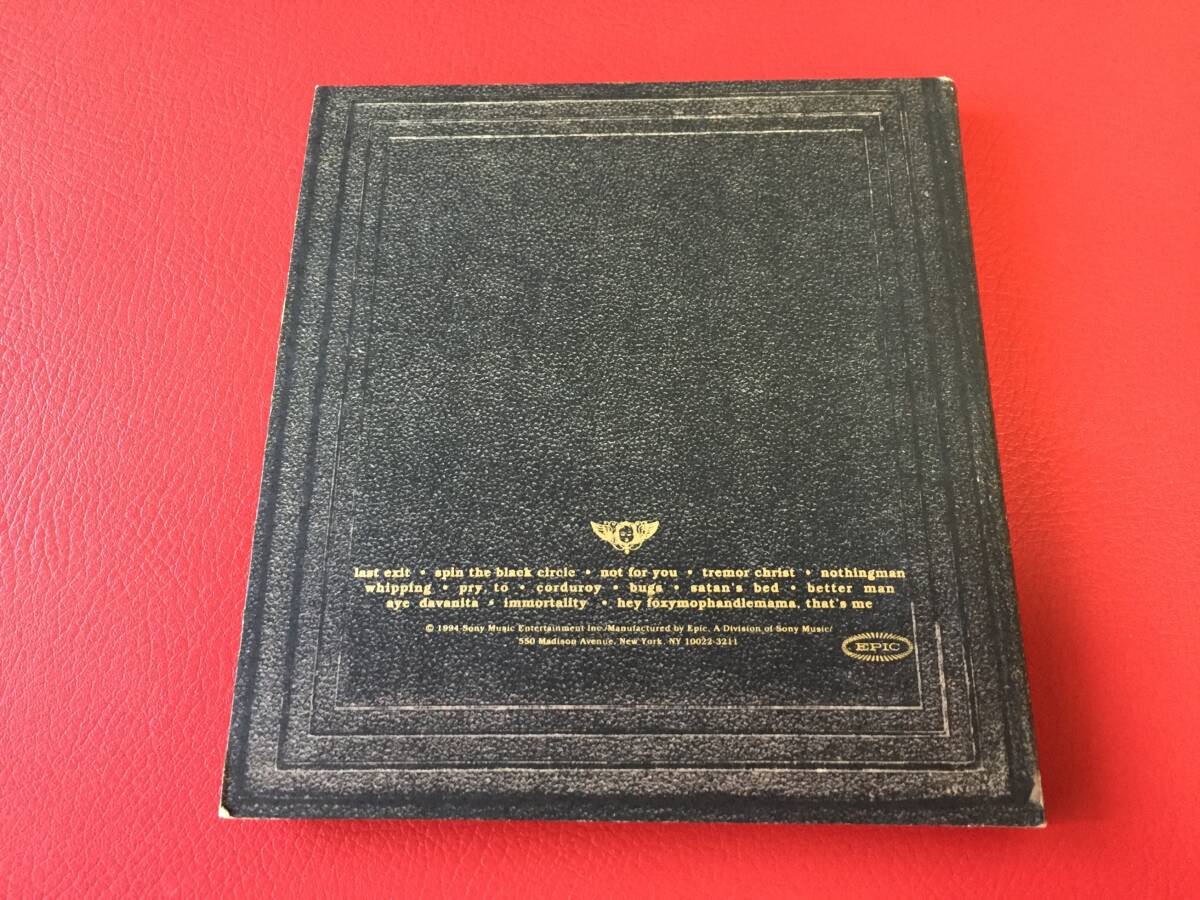 last exit • spin the black circle • not for you • tremor christ • nothingman
whipping • pry, to • corduroy • bugs • satan's bed • better man
aye davanita • immortality • hey foxymophandlemama, that's me
© 1994 Sony Music Entertainment Inc./Manufactured by Epic, A Division of Sony Music/
550 Madison Avenue, New York, NY 10022-3211
EPIC